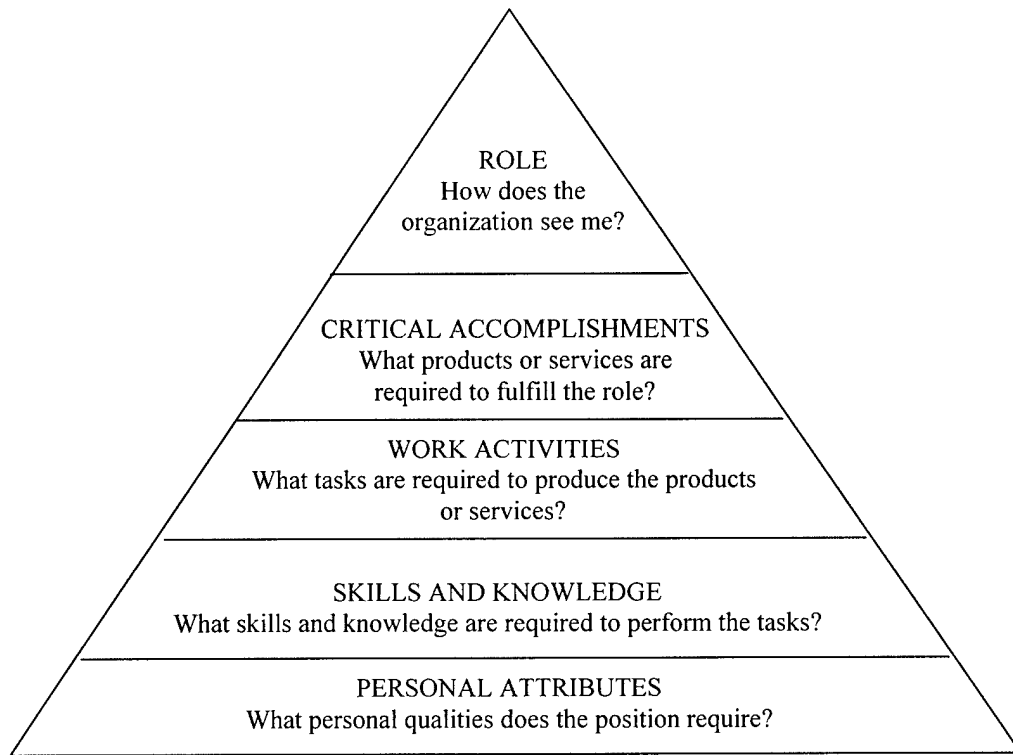 ROLE
How does the
organization see me?
CRITICAL ACCOMPLISHMENTS
What products or services are
required to fulfill the role?
WORK ACTIVITIES
What tasks are required to produce the products
or services?
SKILLS AND KNOWLEDGE
What skills and knowledge are required to perform the tasks?
PERSONAL ATTRIBUTES
What personal qualities does the position require?